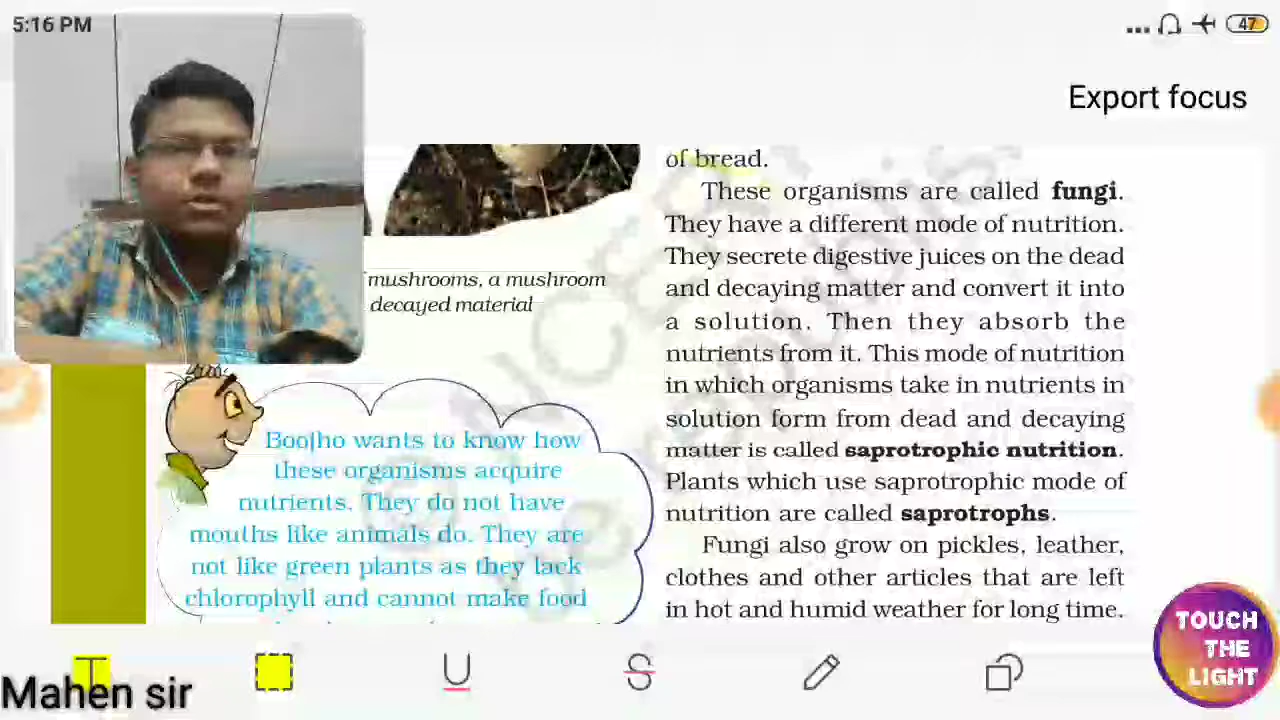 5:16 PM
47
Export focus
mushrooms, a mushroom
decayed material
Boojho wants to know how
these organisms acquire
nutrients. They do not have
mouths like animals do. They are
not like green plants as they lack
chlorophyll and cannot make food
of bread.
These organisms are called fungi.
They have a different mode of nutrition.
They secrete digestive juices on the dead
and decaying matter and convert it into
a solution. Then they absorb the
nutrients from it. This mode of nutrition
in which organisms take in nutrients in
solution form from dead and decaying
matter is called saprotrophic nutrition.
Plants which use saprotrophic mode of
nutrition are called saprotrophs.
Fungi also grow on pickles, leather,
clothes and other articles that are left
in hot and humid weather for long time.
TOUCH
THE
LIGHT
T
U
S
Mahen sir